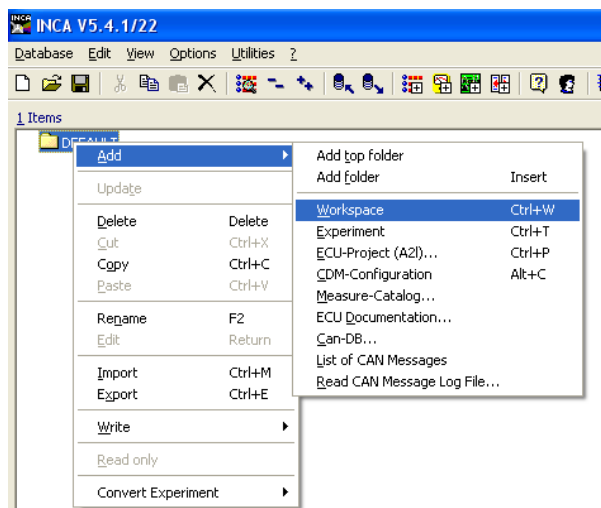 INCA V5.4.1/22
Database Edit View Options Utilities ?
1 Items
DEFAULT
Add
Update
Delete Delete
Cut Ctrl+X
Copy Ctrl+C
Paste Ctrl+V
Rename F2
Edit Return
Import Ctrl+M
Export Ctrl+E
Write
Read only
Convert Experiment
Add top folder
Add folder Insert
Workspace Ctrl+W
Experiment Ctrl+T
ECU-Project (A2l)... Ctrl+P
CDM-Configuration Alt+C
Measure-Catalog...
ECU Documentation...
Can-DB...
List of CAN Messages
Read CAN Message Log File...